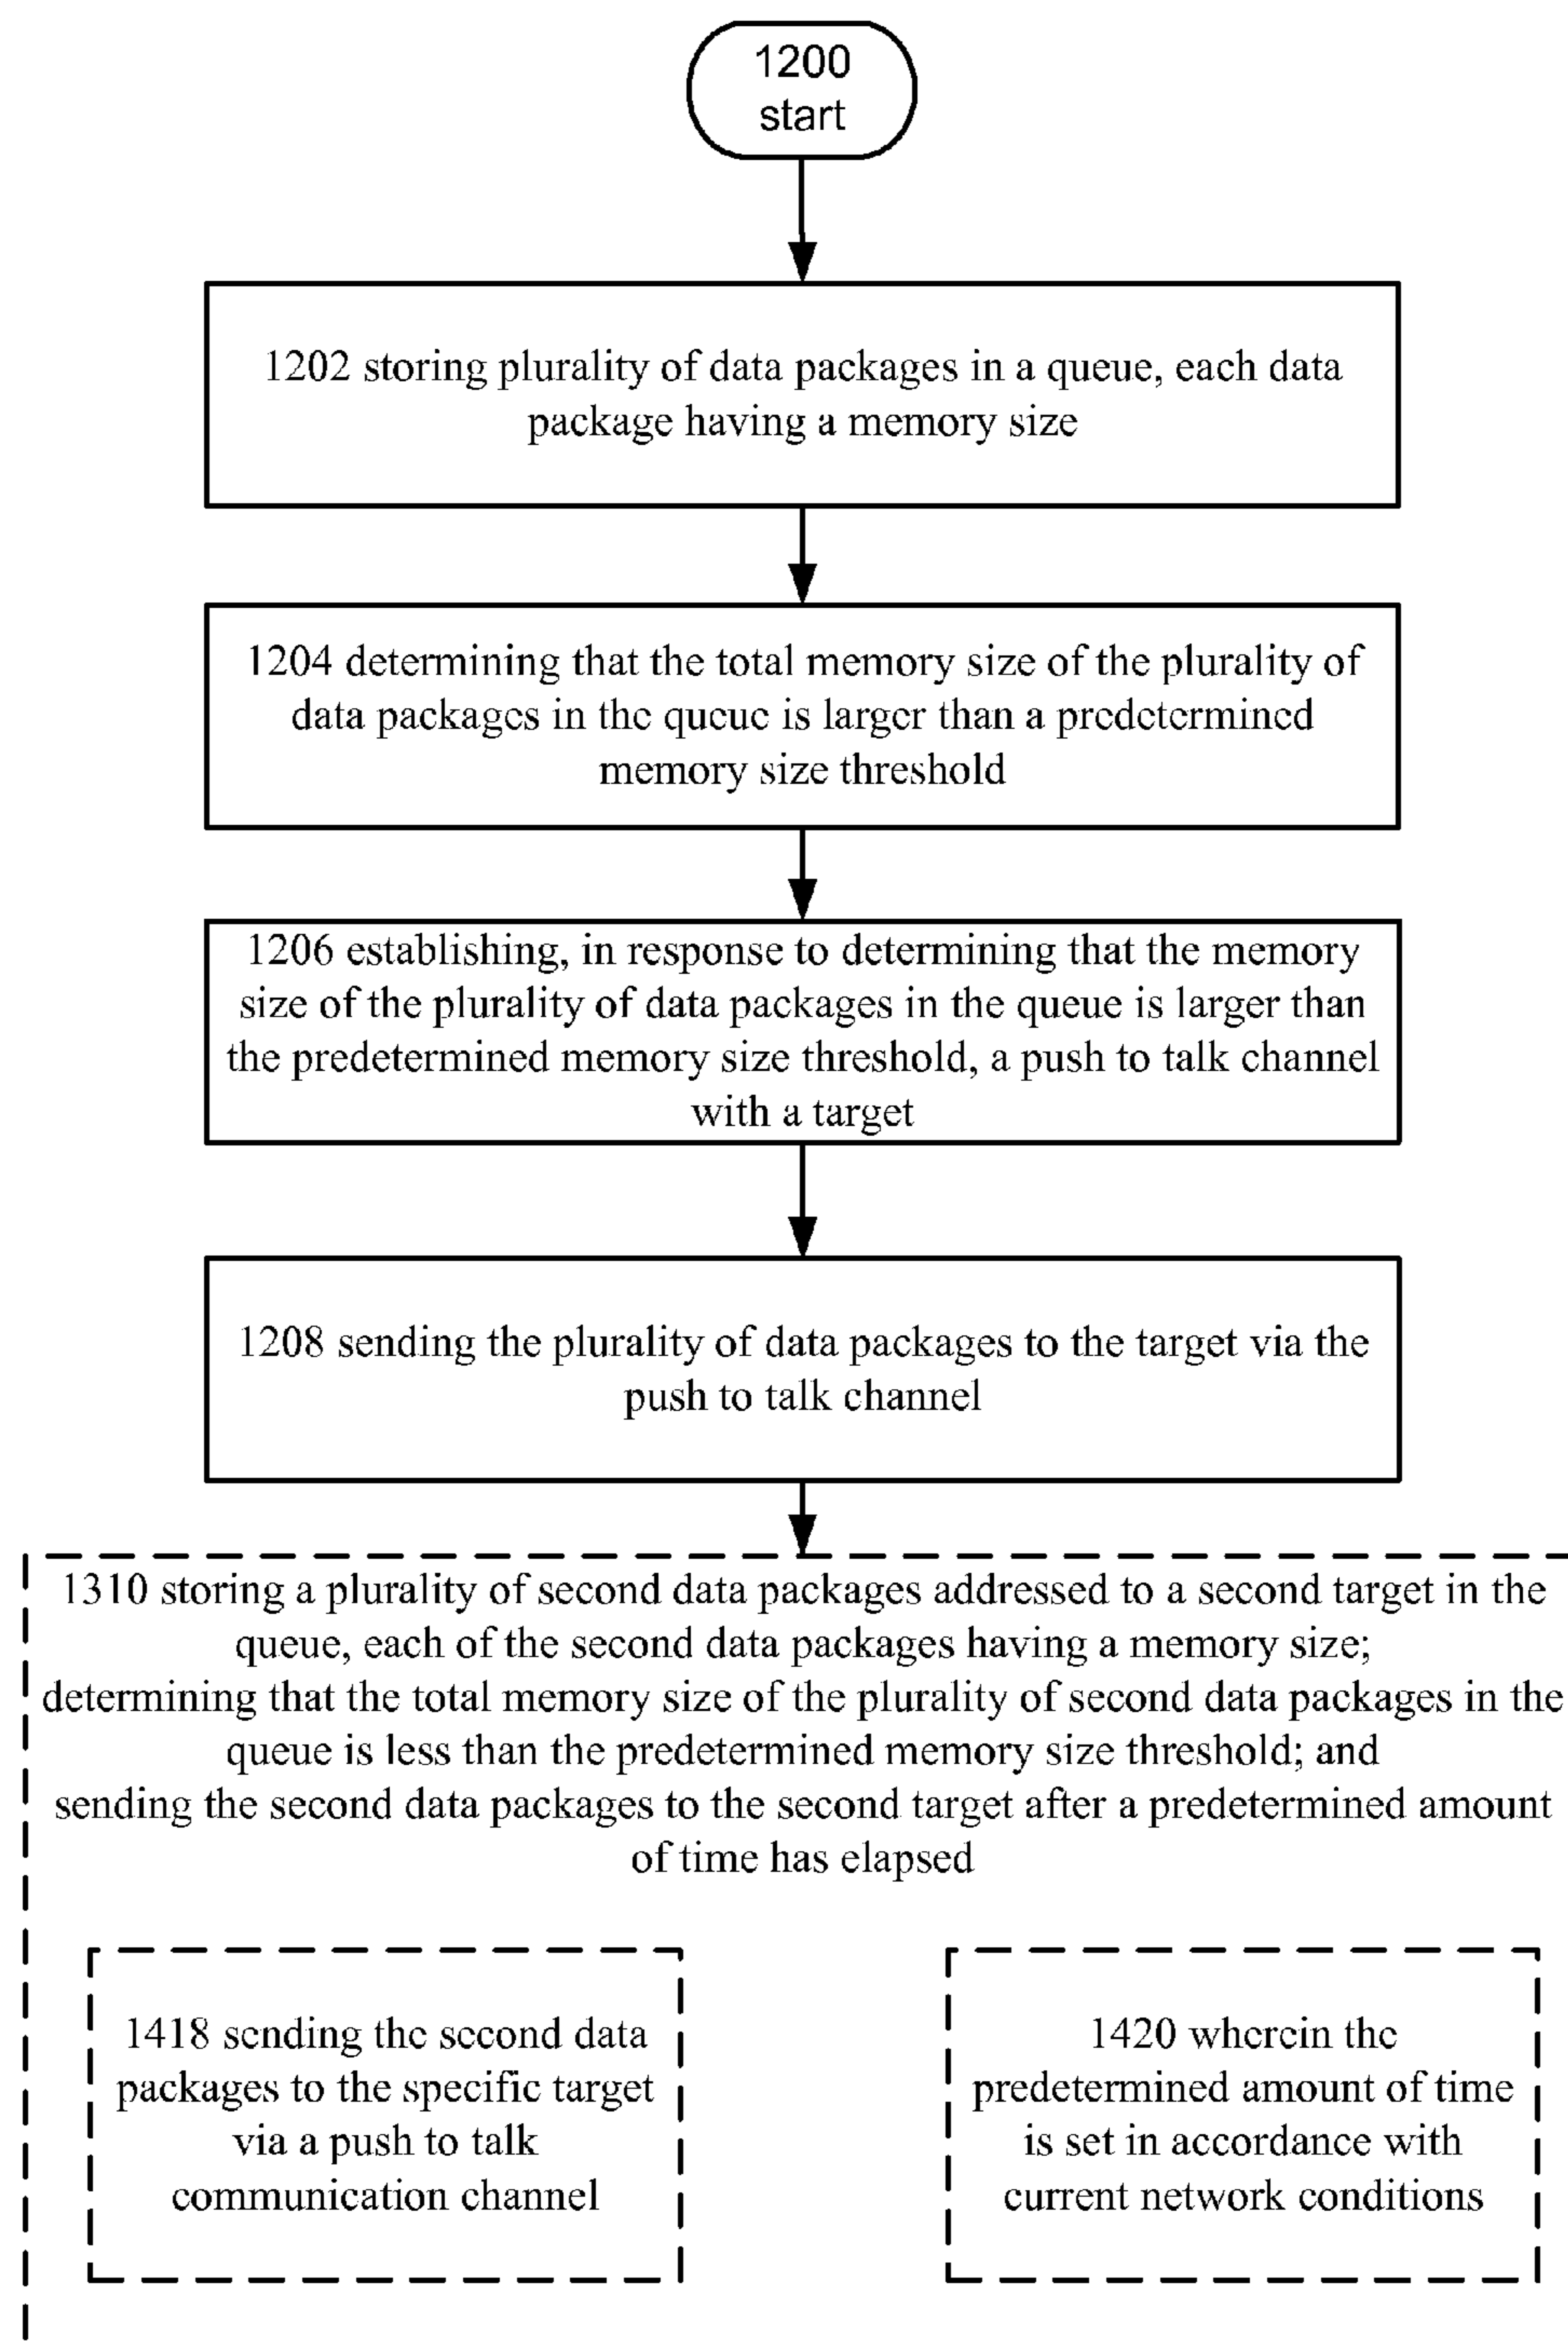 1200
start
1202 storing plurality of data packages in a queue, each data
package having a memory size
1204 determining that the total memory size of the plurality of
data packages in the queue is larger than a predetermined
memory size threshold
1206 establishing, in response to determining that the memory
size of the plurality of data packages in the queue is larger than
the predetermined memory size threshold, a push to talk channel
with a target
1208 sending the plurality of data packages to the target via the
push to talk channel
1310 storing a plurality of second data packages addressed to a second target in the
queue, each of the second data packages having a memory size;
determining that the total memory size of the plurality of second data packages in the
queue is less than the predetermined memory size threshold; and
sending the second data packages to the second target after a predetermined amount
of time has elapsed
1418 sending the second data
packages to the specific target
via a push to talk
communication channel
1420 wherein the
predetermined amount of time
is set in accordance with
current network conditions